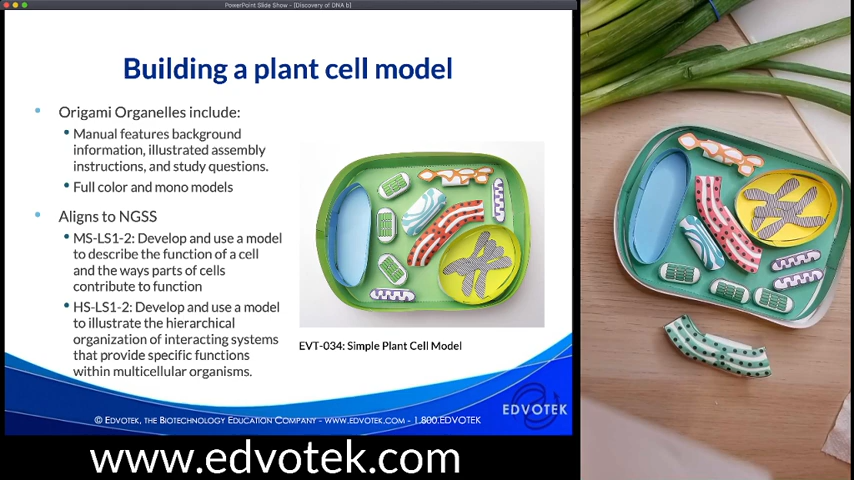 PowerPoint Slide Show - [Discovery of DNA b]
Building a plant cell model
Origami Organelles include:
Manual features background
information, illustrated assembly
instructions, and study questions.
Full color and mono models
Aligns to NGSS
MS-LS1-2: Develop and use a model
to describe the function of a cell
and the ways parts of cells
contribute to function
HS-LS1-2: Develop and use a model
to illustrate the hierarchical
organization of interacting systems
that provide specific functions
within multicellular organisms.
EVT-034: Simple Plant Cell Model
© EDVOTEK, THE BIOTECHNOLOGY EDUCATION COMPANY - WWW.EDVOTEK.COM - 1.800.EDVOTEK
EDVOTEK
www.edvotek.com